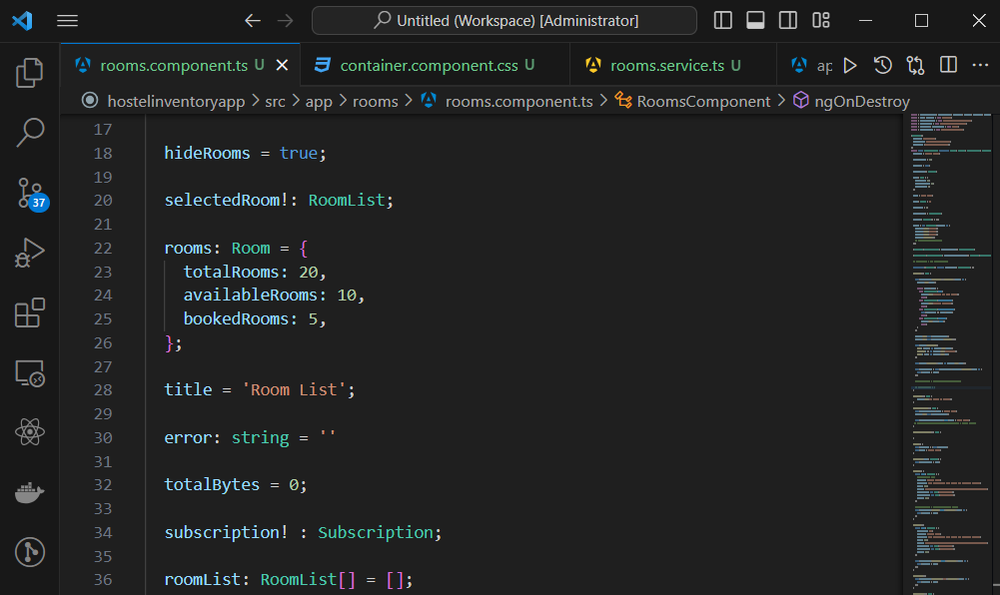 Untitled (Workspace) [Administrator]
rooms.component.ts U
container.component.css U
rooms.service.ts U
ap
hostelinventoryapp > src > app > rooms > rooms.component.ts > RoomsComponent > ngOnDestroy
37
17
18 hideRooms = true;
19
20 selectedRoom!: RoomList;
21
22 rooms: Room = {
23 totalRooms: 20,
24 availableRooms: 10,
25 bookedRooms: 5,
26 };
27
28 title = 'Room List';
29
30 error: string = ''
31
32 totalBytes = 0;
33
34 subscription! : Subscription;
35
36 roomList: RoomList[] = [];